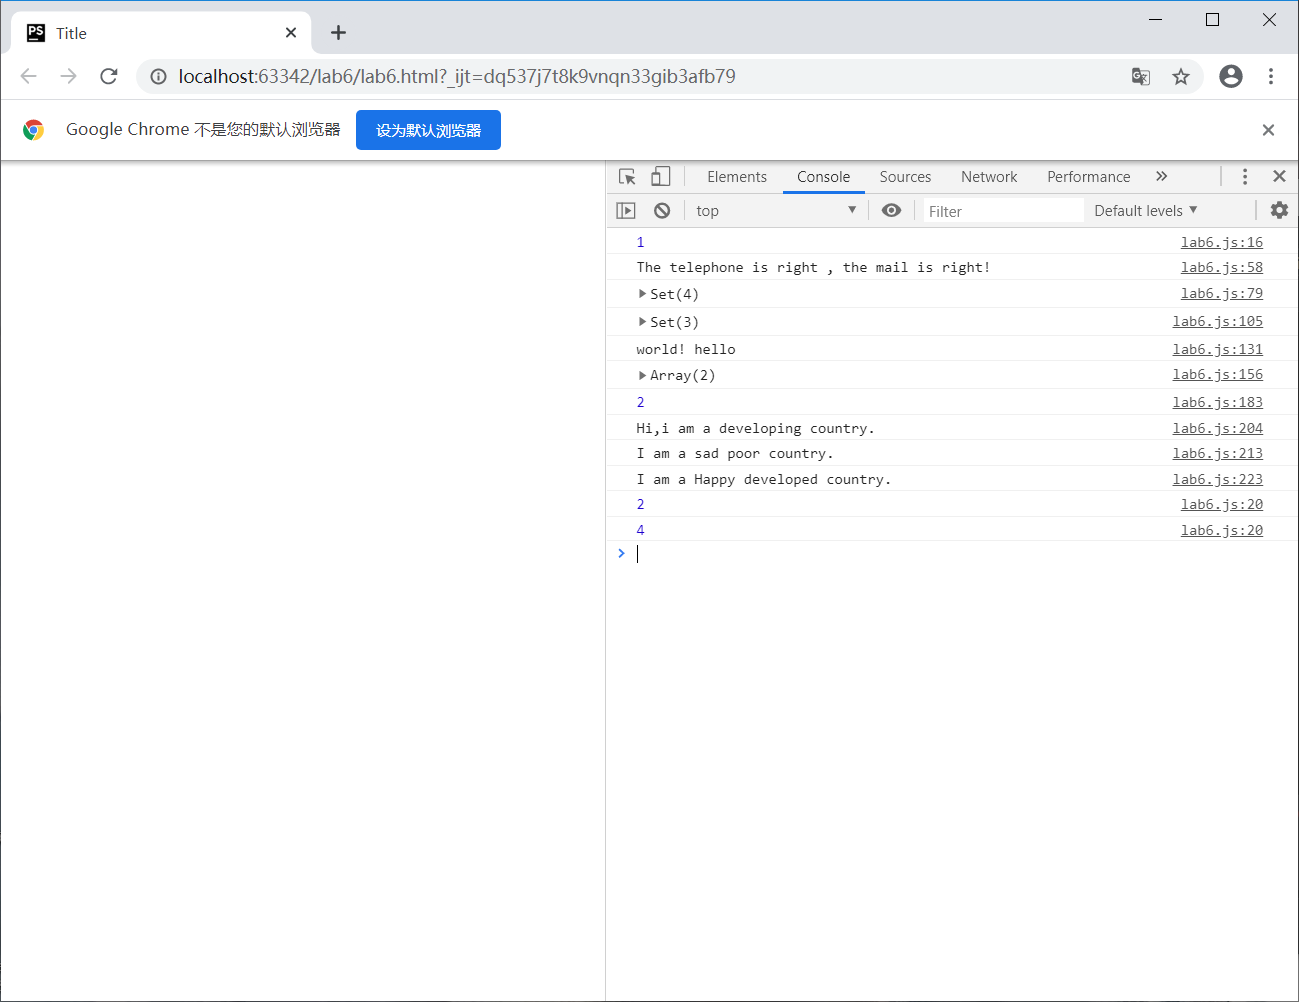 PS Title
localhost:63342/lab6/lab6.html?_ijt=dq537j7t8k9vnqn33gib3afb79
Google Chrome 不是您的默认浏览器 设为默认浏览器
Elements Console Sources Network Performance
top Filter Default levels
1 lab6.js:16
The telephone is right , the mail is right! lab6.js:58
Set(4) lab6.js:79
Set(3) lab6.js:105
world! hello lab6.js:131
Array(2) lab6.js:156
2 lab6.js:183
Hi,i am a developing country. lab6.js:204
I am a sad poor country. lab6.js:213
I am a Happy developed country. lab6.js:223
2 lab6.js:20
4 lab6.js:20